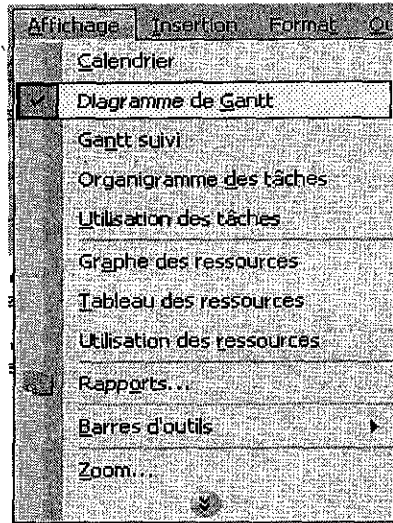 Affichage Insertion Format Ou
Calendrier
Diagramme de Gantt
Gantt suivi
Organigramme des tâches
Utilisation des tâches
Graphe des ressources
Tableau des ressources
Utilisation des ressources
Rapports...
Barres d'outils
Zoom...